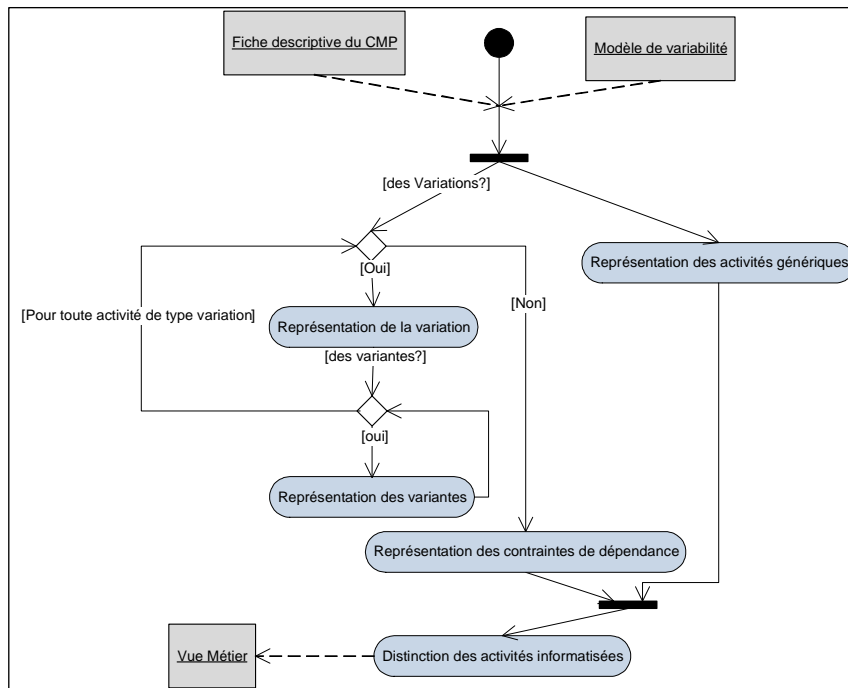 Fiche descriptive du CMP
Modèle de variabilité
[des Variations?]
[Oui]
Représentation des activités génériques
[Non]
[Pour toute activité de type variation]
Représentation de la variation
[des variantes?]
[oui]
Représentation des variantes
Représentation des contraintes de dépendance
Vue Métier
Distinction des activités informatisées